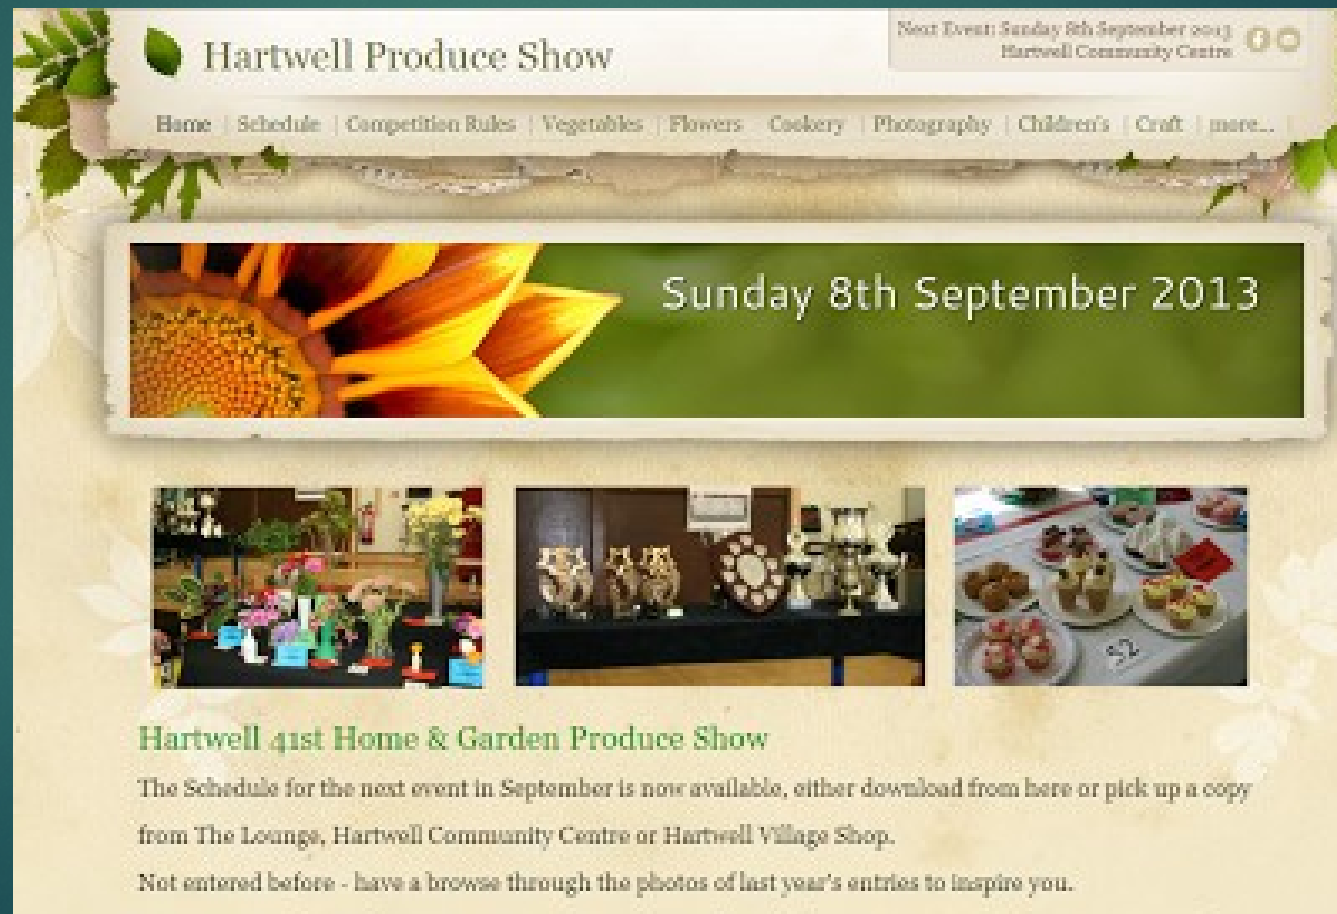 Hartwell Produce Show
Next Event: Sunday 8th September 2013
Hartwell Community Centre
Home | Schedule | Competition Rules | Vegetables | Flowers Cookery | Photography | Children's | Craft | more... |
Sunday 8th September 2013
52
Hartwell 41st Home & Garden Produce Show
The Schedule for the next event in September is now available, either download from here or pick up a copy
from The Lounge, Hartwell Community Centre or Hartwell Village Shop.
Not entered before - have a browse through the photos of last year's entries to inspire you.